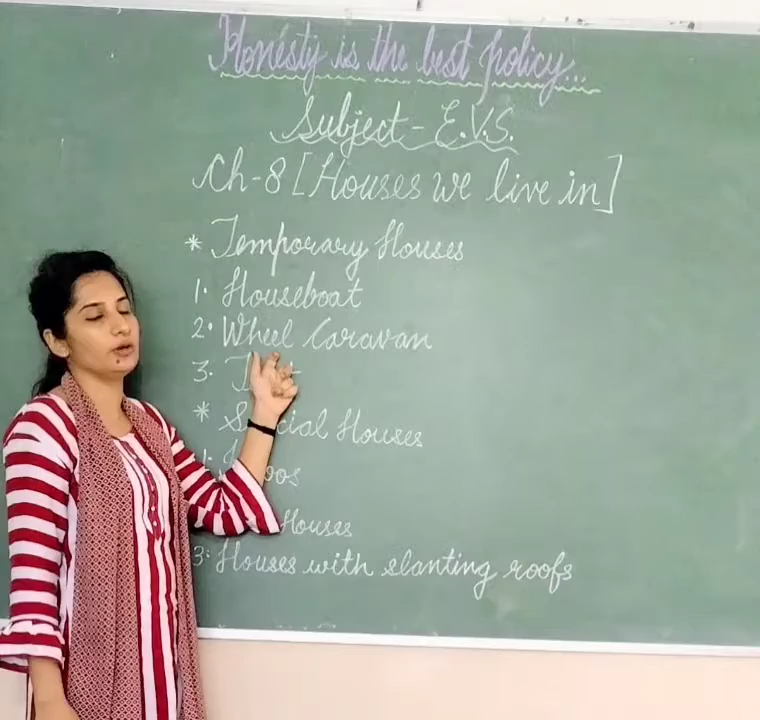 Honesty is the best policy...
Subject - E.V.S.
Ch-8 [Houses we live in]
* Temporary Houses
1. Houseboat
2. Wheel Caravan
3.
* Special Houses
1.
Houses
3. Houses with slanting roofs